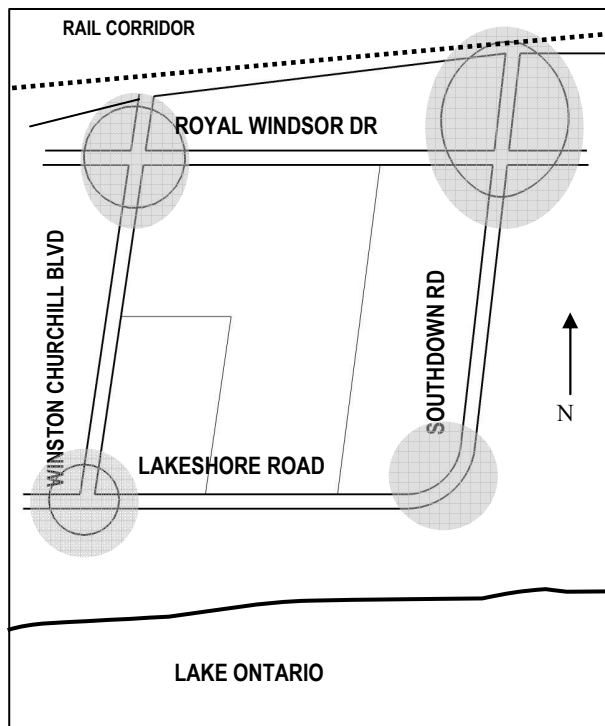 RAIL CORRIDOR
ROYAL WINDSOR DR
WINSTON CHURCHILL BLVD
SOUTHDOWN RD
N
LAKESHORE ROAD
LAKE ONTARIO